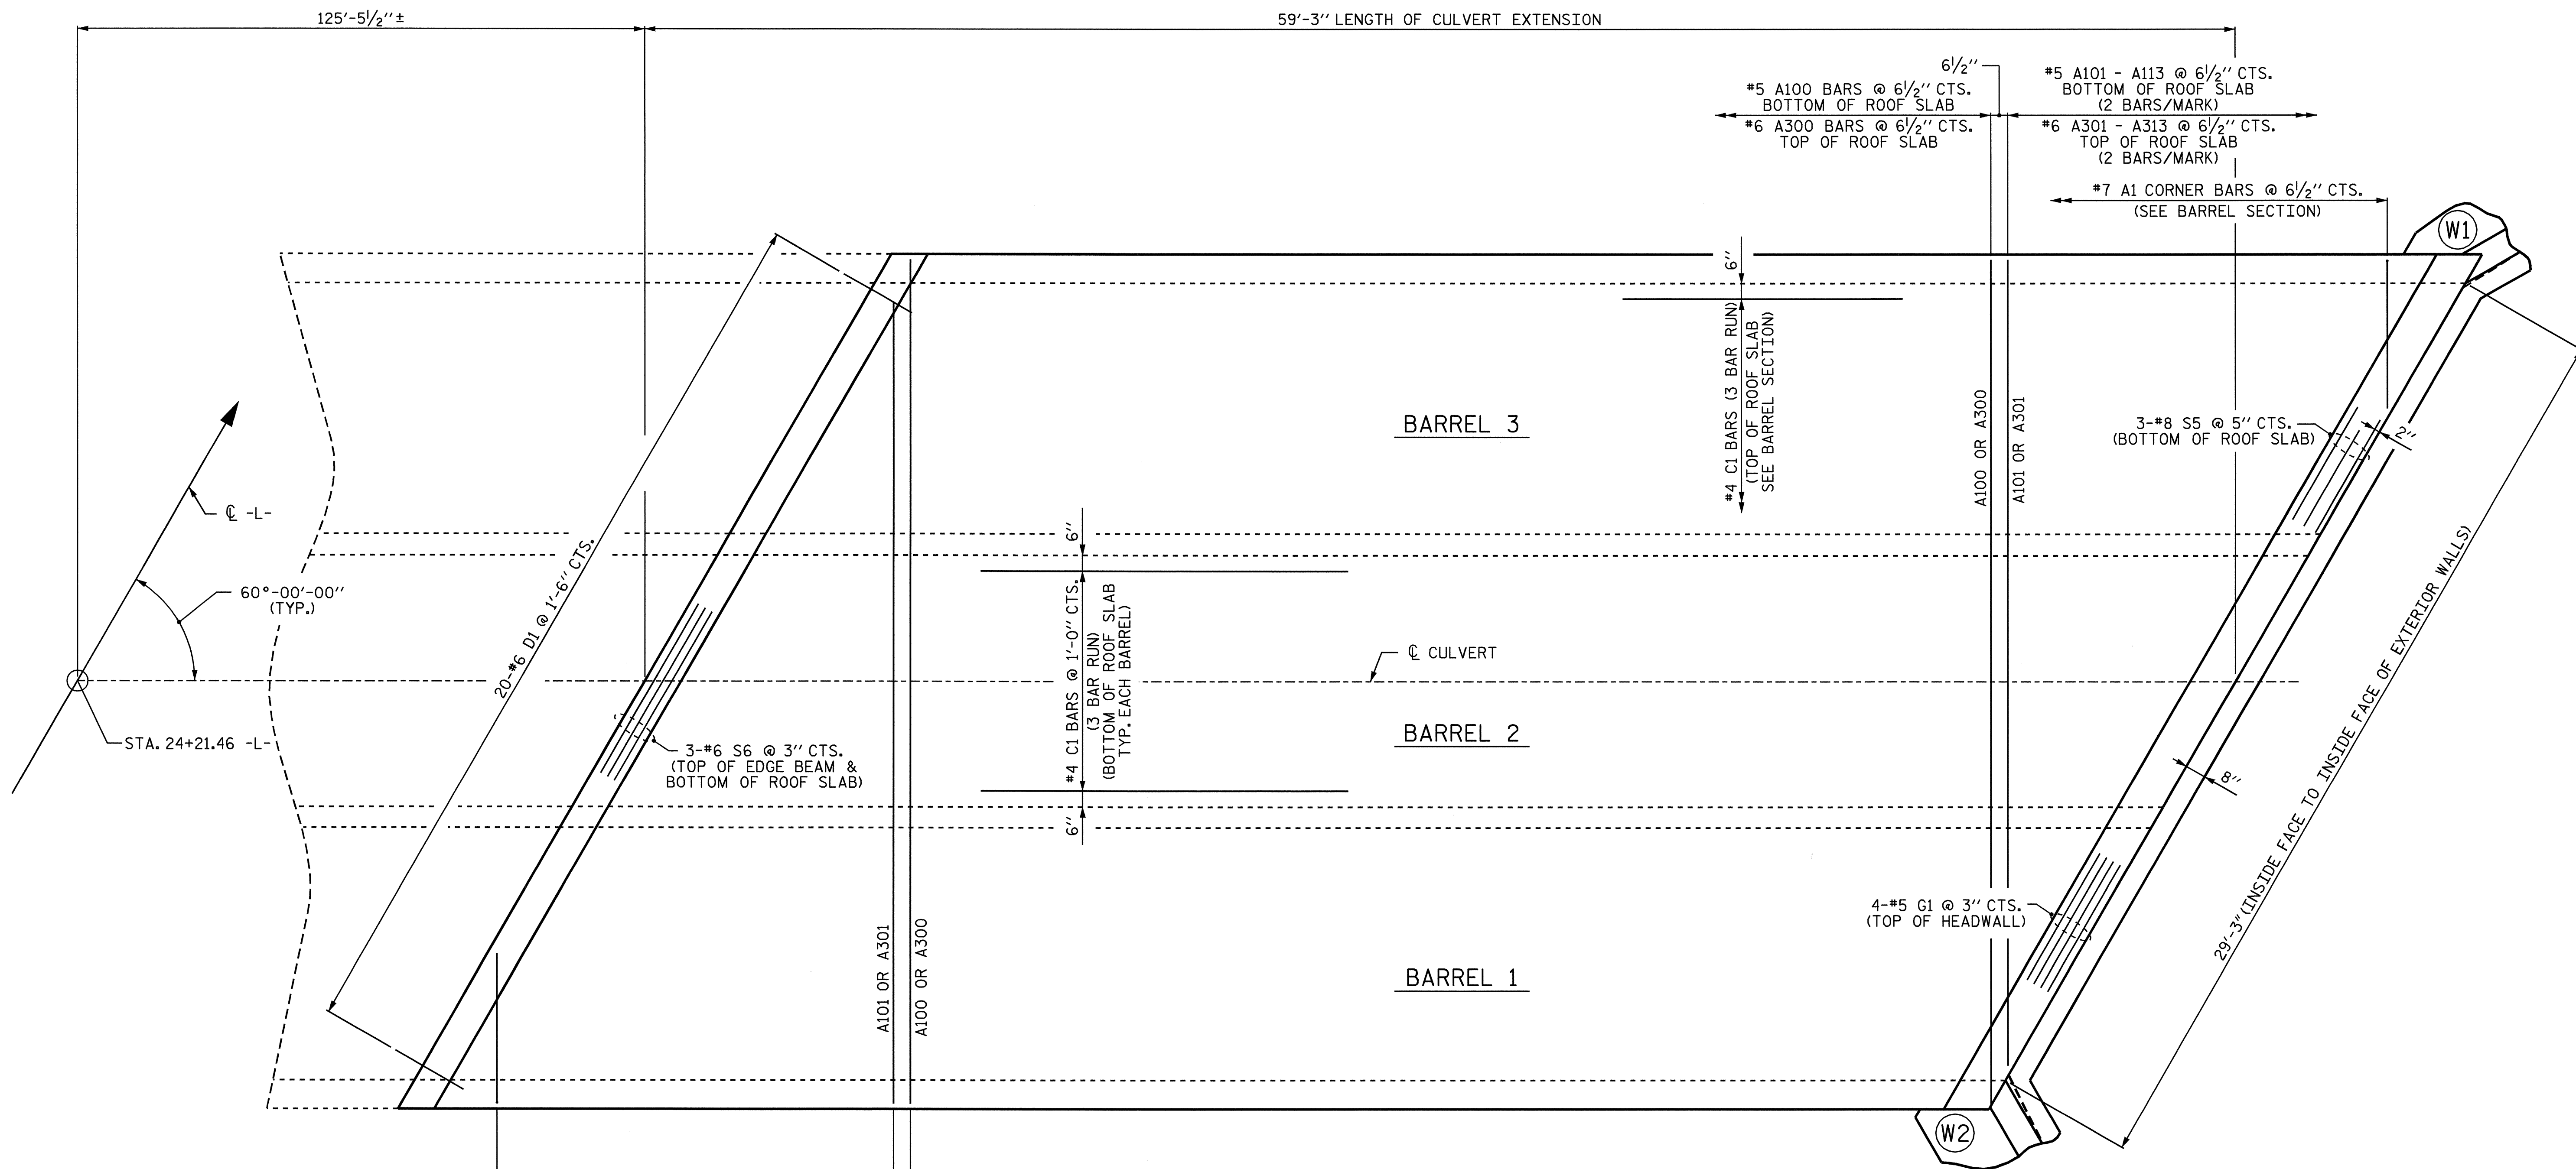 125'-5½"±
59'-3" LENGTH OF CULVERT EXTENSION
6½"
#5 A100 BARS @ 6½" CTS.
BOTTOM OF ROOF SLAB
#6 A300 BARS @ 6½" CTS.
TOP OF ROOF SLAB
#5 A101 - A113 @ 6½" CTS.
BOTTOM OF ROOF SLAB
(2 BARS/MARK)
#6 A301 - A313 @ 6½" CTS.
TOP OF ROOF SLAB
(2 BARS/MARK)
#7 A1 CORNER BARS @ 6½" CTS.
(SEE BARREL SECTION)
W1
6"
#4 C1 BARS (3 BAR RUN)
(TOP OF ROOF SLAB
SEE BARREL SECTION)
BARREL 3
A100 OR A300
A101 OR A301
3-#8 S5 @ 5" CTS.
(BOTTOM OF ROOF SLAB)
2"
℄ -L-
60°-00'-00"
(TYP.)
20-#6 D1 @ 1'-6" CTS.
6"
#4 C1 BARS @ 1'-0" CTS.
(3 BAR RUN)
(BOTTOM OF ROOF SLAB
TYP. EACH BARREL)
6"
℄ CULVERT
STA. 24+21.46 -L-
3-#6 S6 @ 3" CTS.
(TOP OF EDGE BEAM &
BOTTOM OF ROOF SLAB)
BARREL 2
8"
29'-3" (INSIDE FACE TO INSIDE FACE OF EXTERIOR WALLS)
4-#5 G1 @ 3" CTS.
(TOP OF HEADWALL)
A101 OR A301
A100 OR A300
BARREL 1
W2